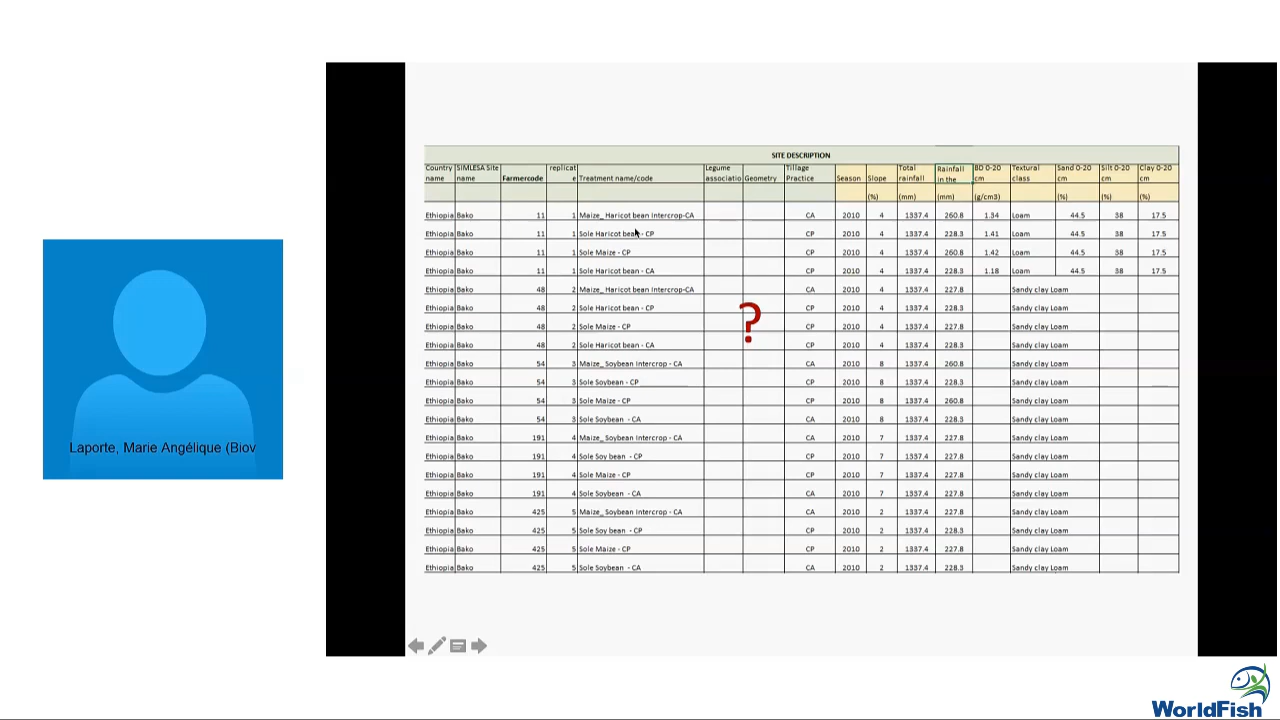 SITE DESCRIPTION
Country name SIMLESA Site name Farmercode replicate Treatment name/code Legume associatio Geometry Tillage Practice Season Slope Total rainfall Rainfall in the BD 0-20 cm Textural class Sand 0-20 cm Silt 0-20 cm Clay 0-20 cm
(%) (mm) (mm) (g/cm3) (%) (%) (%)
Ethiopia Bako 11 1 Maize_ Haricot bean Intercrop-CA CA 2010 4 1337.4 260.8 1.34 Loam 44.5 38 17.5
Ethiopia Bako 11 1 Sole Haricot bean - CP CP 2010 4 1337.4 228.3 1.41 Loam 44.5 38 17.5
Ethiopia Bako 11 1 Sole Maize - CP CP 2010 4 1337.4 260.8 1.42 Loam 44.5 38 17.5
Ethiopia Bako 11 1 Sole Haricot bean - CA CA 2010 4 1337.4 228.3 1.18 Loam 44.5 38 17.5
Ethiopia Bako 48 2 Maize_ Haricot bean Intercrop-CA CA 2010 4 1337.4 227.8 Sandy clay Loam
Ethiopia Bako 48 2 Sole Haricot bean - CP CP 2010 4 1337.4 228.3 Sandy clay Loam
?
Ethiopia Bako 48 2 Sole Maize - CP CP 2010 4 1337.4 227.8 Sandy clay Loam
Ethiopia Bako 48 2 Sole Haricot bean - CA CA 2010 4 1337.4 228.3 Sandy clay Loam
Ethiopia Bako 54 3 Maize_ Soybean Intercrop - CA CA 2010 8 1337.4 260.8 Sandy clay Loam
Ethiopia Bako 54 3 Sole Soybean - CP CP 2010 8 1337.4 228.3 Sandy clay Loam
Ethiopia Bako 54 3 Sole Maize - CP CP 2010 8 1337.4 260.8 Sandy clay Loam
Ethiopia Bako 54 3 Sole Soybean - CA CA 2010 8 1337.4 228.3 Sandy clay Loam
Ethiopia Bako 191 4 Maize_ Soybean Intercrop - CA CA 2010 7 1337.4 227.8 Sandy clay Loam
Ethiopia Bako 191 4 Sole Soy bean - CP CP 2010 7 1337.4 227.8 Sandy clay Loam
Ethiopia Bako 191 4 Sole Maize - CP CP 2010 7 1337.4 227.8 Sandy clay Loam
Ethiopia Bako 191 4 Sole Soybean - CA CA 2010 7 1337.4 227.8 Sandy clay Loam
Ethiopia Bako 425 5 Maize_ Soybean Intercrop - CA CA 2010 2 1337.4 227.8 Sandy clay Loam
Ethiopia Bako 425 5 Sole Soy bean - CP CP 2010 2 1337.4 228.3 Sandy clay Loam
Ethiopia Bako 425 5 Sole Maize - CP CP 2010 2 1337.4 227.8 Sandy clay Loam
Ethiopia Bako 425 5 Sole Soybean - CA CA 2010 2 1337.4 228.3 Sandy clay Loam
Laporte, Marie Angélique (Biov
WorldFish